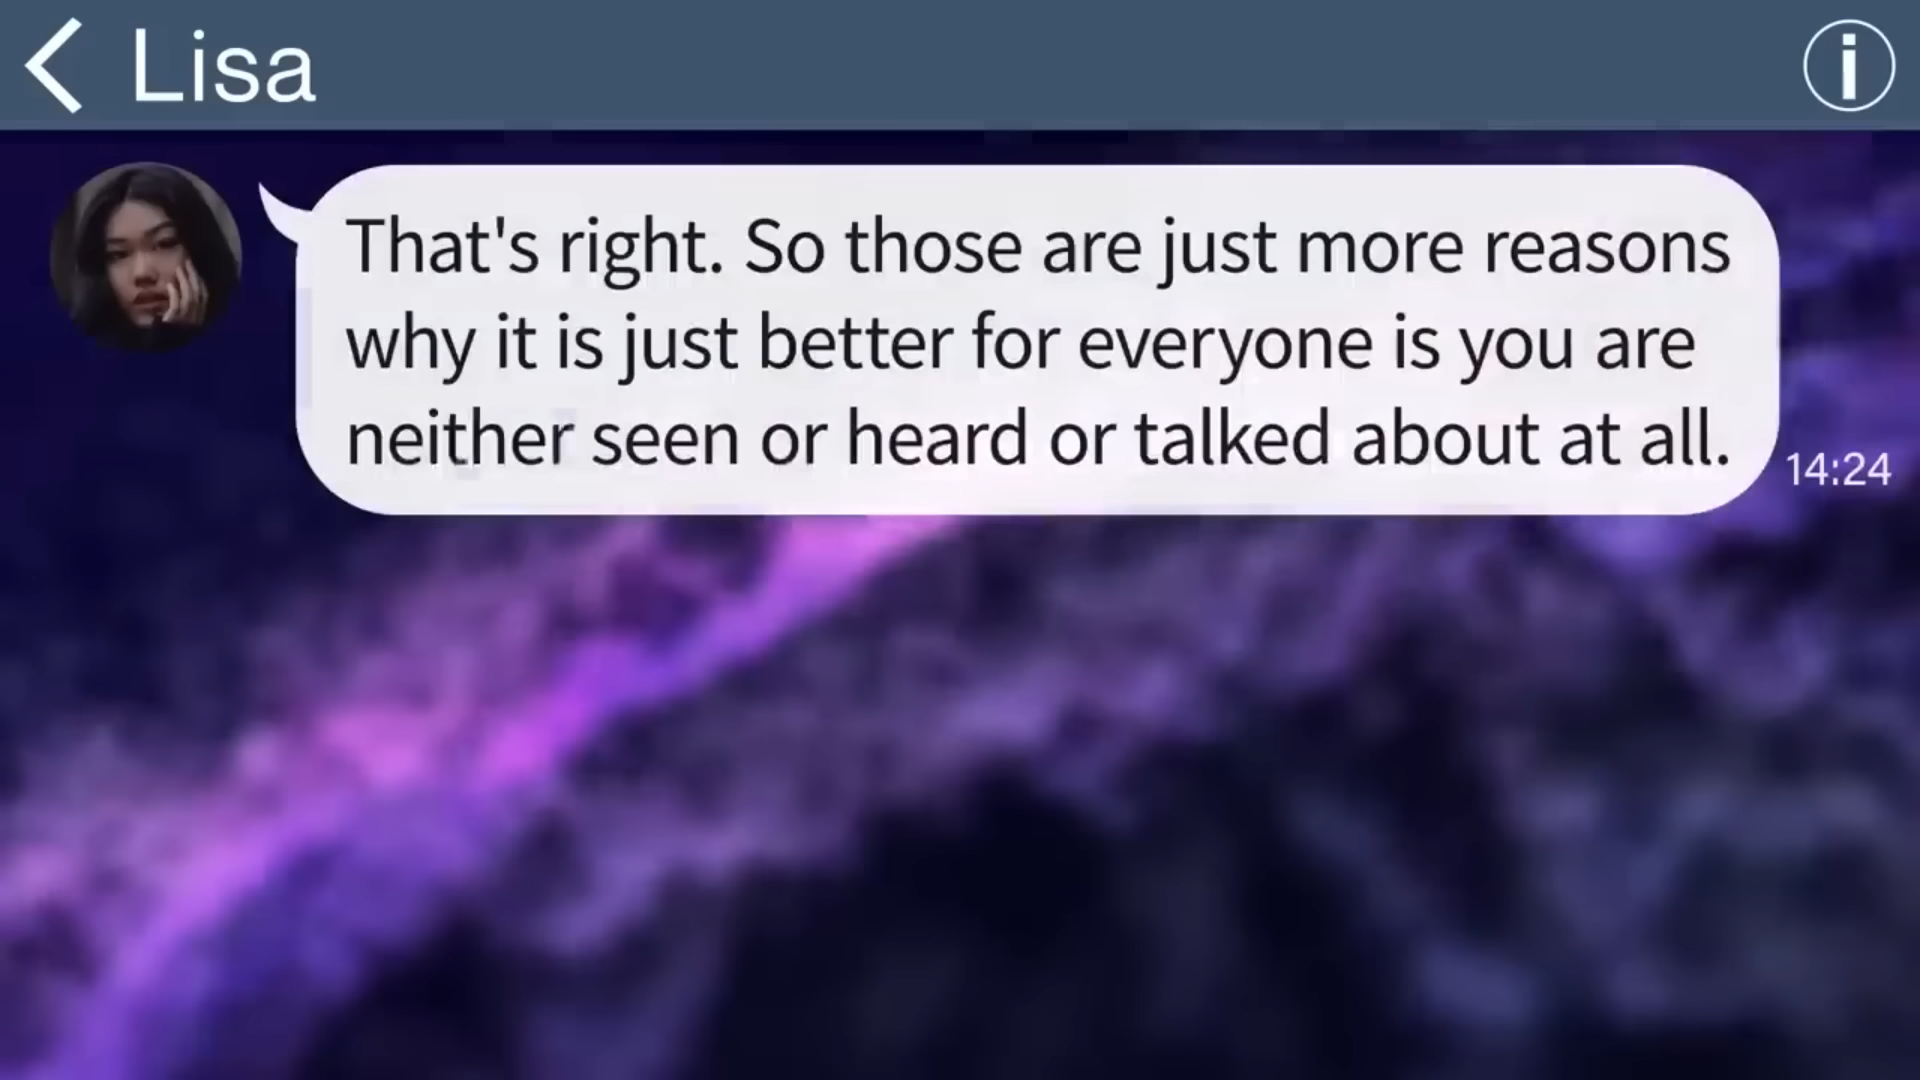 Lisa
That's right. So those are just more reasons
why it is just better for everyone is you are
neither seen or heard or talked about at all.
14:24